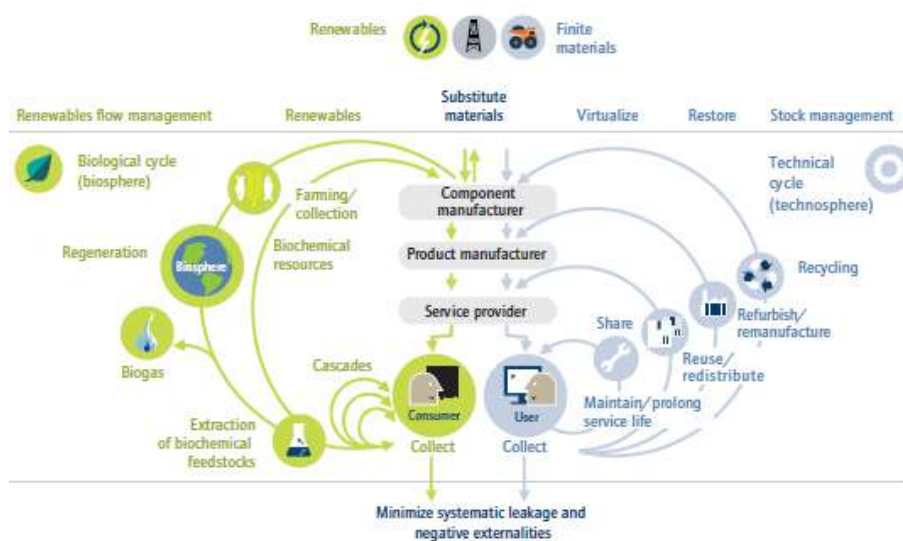 Renewables
Finite
materials
Renewables flow management
Renewables
Substitute
materials
Virtualize
Restore
Stock management
Biological cycle
(biosphere)
Farming/
collection
Component
manufacturer
Technical
cycle
(technosphere)
Regeneration
Biosphere
Biochemical
resources
Product manufacturer
Recycling
Service provider
Share
Refurbish/
remanufacture
Biogas
Cascades
Reuse/
redistribute
Consumer
User
Maintain/prolong
service life
Extraction
of biochemical
feedstocks
Collect
Collect
Minimize systematic leakage and
negative externalities